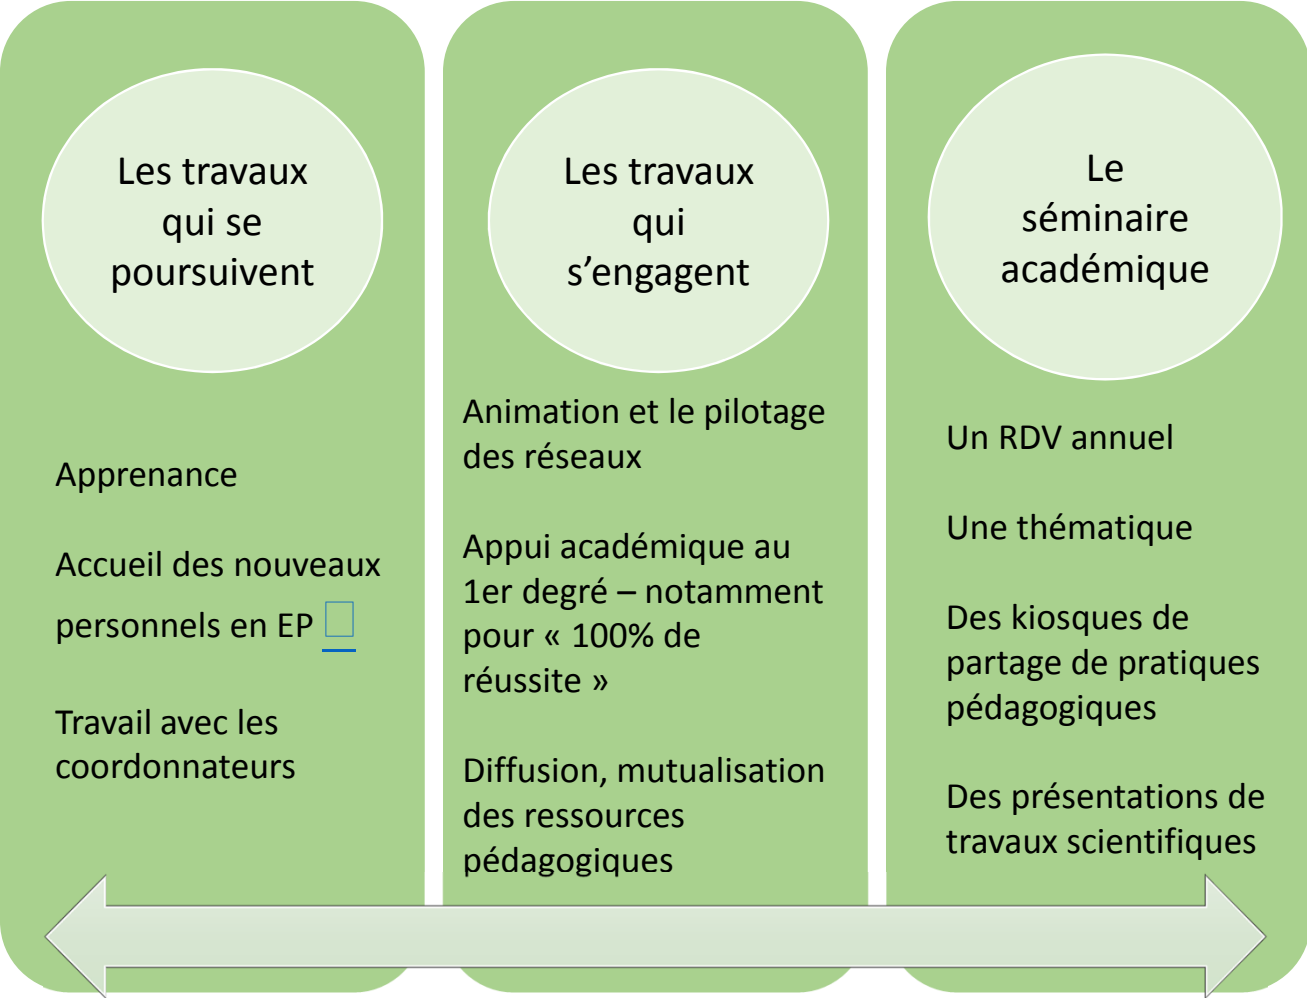 Les travaux
qui se
poursuivent
Apprenance
Accueil des nouveaux
personnels en EP
Travail avec les
coordonnateurs
Les travaux
qui
s’engagent
Animation et le pilotage
des réseaux
Appui académique au
1er degré – notamment
pour « 100% de
réussite »
Diffusion, mutualisation
des ressources
pédagogiques
Le
séminaire
académique
Un RDV annuel
Une thématique
Des kiosques de
partage de pratiques
pédagogiques
Des présentations de
travaux scientifiques